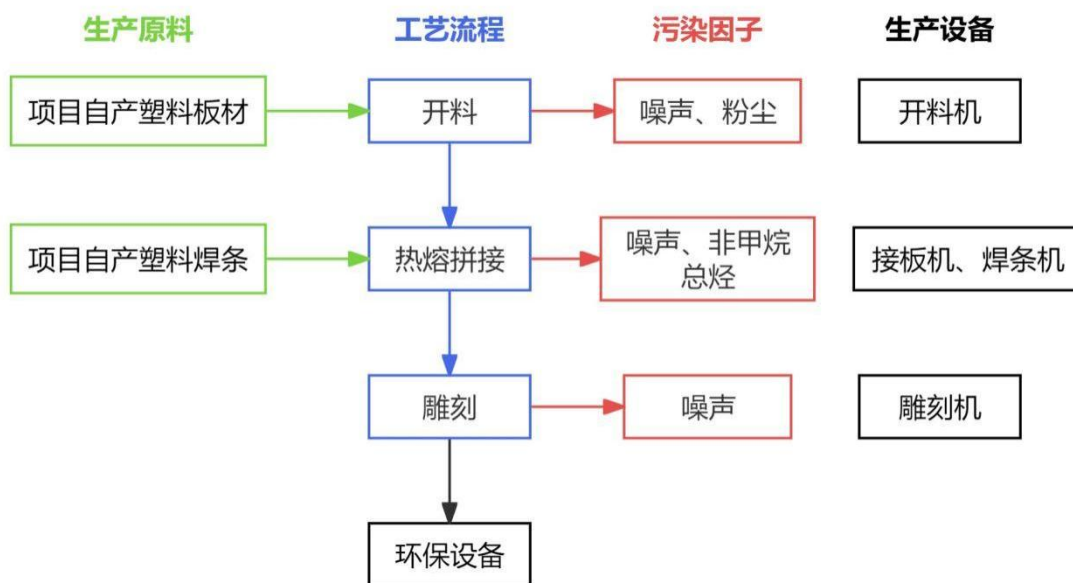 生产原料 工艺流程 污染因子 生产设备
项目自产塑料板材 开料 噪声、粉尘 开料机
项目自产塑料焊条 热熔拼接 噪声、非甲烷
总烃 接板机、焊条机
雕刻 噪声 雕刻机
环保设备